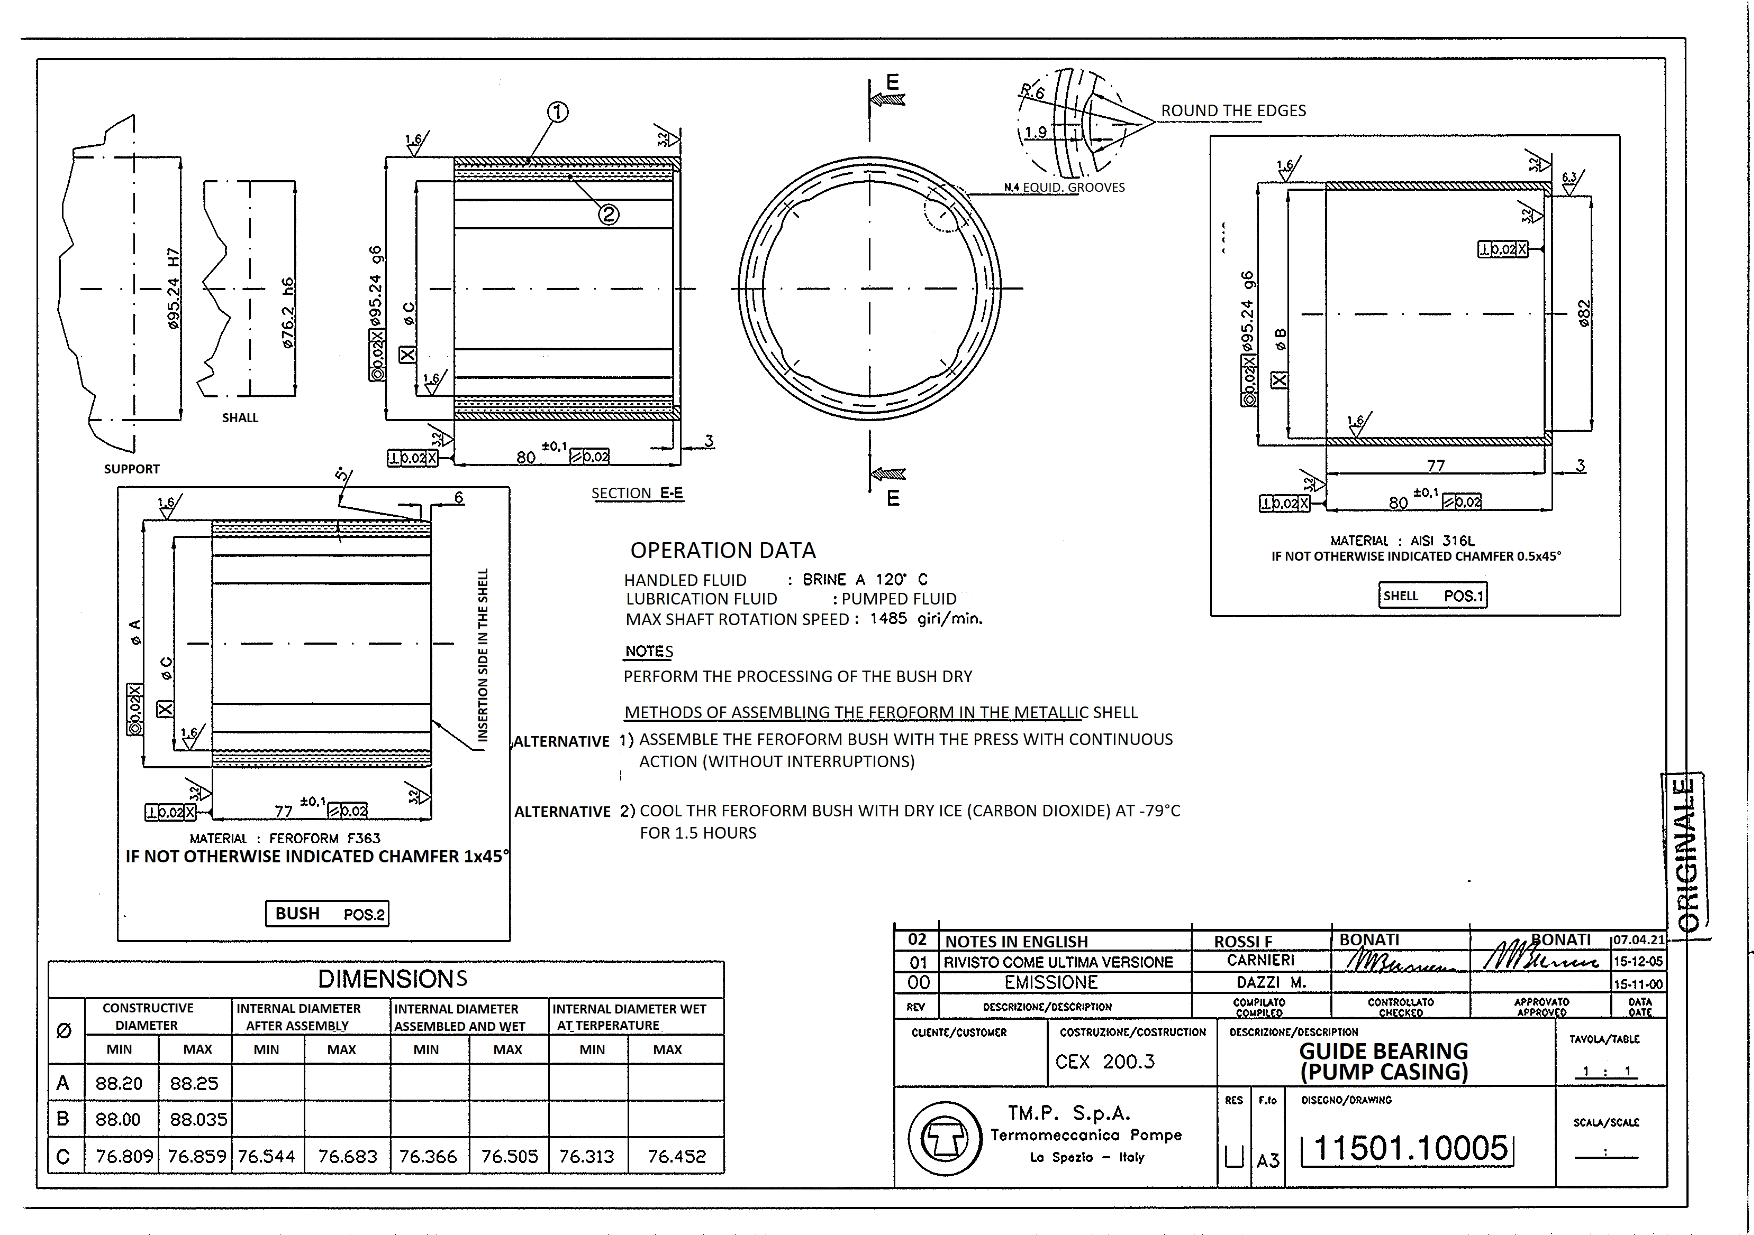 E
R.6
1.9
ROUND THE EDGES
N.4 EQUID. GROOVES
1
2
1.6
3.2
ø95.24 H7
ø76.2 h6
SUPPORT
SHALL
◎ 0.02 X ø95.24 g6
X ø C
1.6
3.2
⊥ 0.02 X
80 ±0,1 ⫽ 0.02
3
SECTION E-E
E
1.6
3.2
6.3
3.2
⊥ 0.02 X
◎ 0.02 X ø95.24 g6
X ø B
ø82
1.6
77
3
3.2
⊥ 0.02 X
80 ±0,1 ⫽ 0.02
MATERIAL : AISI 316L
IF NOT OTHERWISE INDICATED CHAMFER 0.5x45°
SHELL POS.1
1.6
5°
6
◎ 0.02 X ø A
X ø C
1.6
INSERTION SIDE IN THE SHELL
3.2
3.2
⊥ 0.02 X
77 ±0,1 ⫽ 0.02
MATERIAL : FEROFORM F363
IF NOT OTHERWISE INDICATED CHAMFER 1x45°
BUSH POS.2
OPERATION DATA
HANDLED FLUID : BRINE A 120° C
LUBRICATION FLUID : PUMPED FLUID
MAX SHAFT ROTATION SPEED : 1485 giri/min.
NOTES
PERFORM THE PROCESSING OF THE BUSH DRY
METHODS OF ASSEMBLING THE FEROFORM IN THE METALLIC SHELL
ALTERNATIVE 1) ASSEMBLE THE FEROFORM BUSH WITH THE PRESS WITH CONTINUOUS
ACTION (WITHOUT INTERRUPTIONS)
ALTERNATIVE 2) COOL THR FEROFORM BUSH WITH DRY ICE (CARBON DIOXIDE) AT -79°C
FOR 1.5 HOURS
ORIGINALE
DIMENSIONS
Ø CONSTRUCTIVE DIAMETER INTERNAL DIAMETER AFTER ASSEMBLY INTERNAL DIAMETER ASSEMBLED AND WET INTERNAL DIAMETER WET AT TERPERATURE
MIN MAX MIN MAX MIN MAX MIN MAX
A 88.20 88.25
B 88.00 88.035
C 76.809 76.859 76.544 76.683 76.366 76.505 76.313 76.452
02 NOTES IN ENGLISH ROSSI F BONATI BONATI 07.04.21
01 RIVISTO COME ULTIMA VERSIONE CARNIERI 15-12-05
00 EMISSIONE DAZZI M. 15-11-00
REV DESCRIZIONE/DESCRIPTION COMPILATO COMPILED CONTROLLATO CHECKED APPROVATO APPROVED DATA DATE
CLIENTE/CUSTOMER
COSTRUZIONE/COSTRUCTION
CEX 200.3
DESCRIZIONE/DESCRIPTION
GUIDE BEARING
(PUMP CASING)
TAVOLA/TABLE
1 : 1
T.M.P. S.p.A.
Termomeccanica Pompe
La Spezia - Italy
RES
U
F.to
A3
DISEGNO/DRAWING
11501.10005
SCALA/SCALE
: